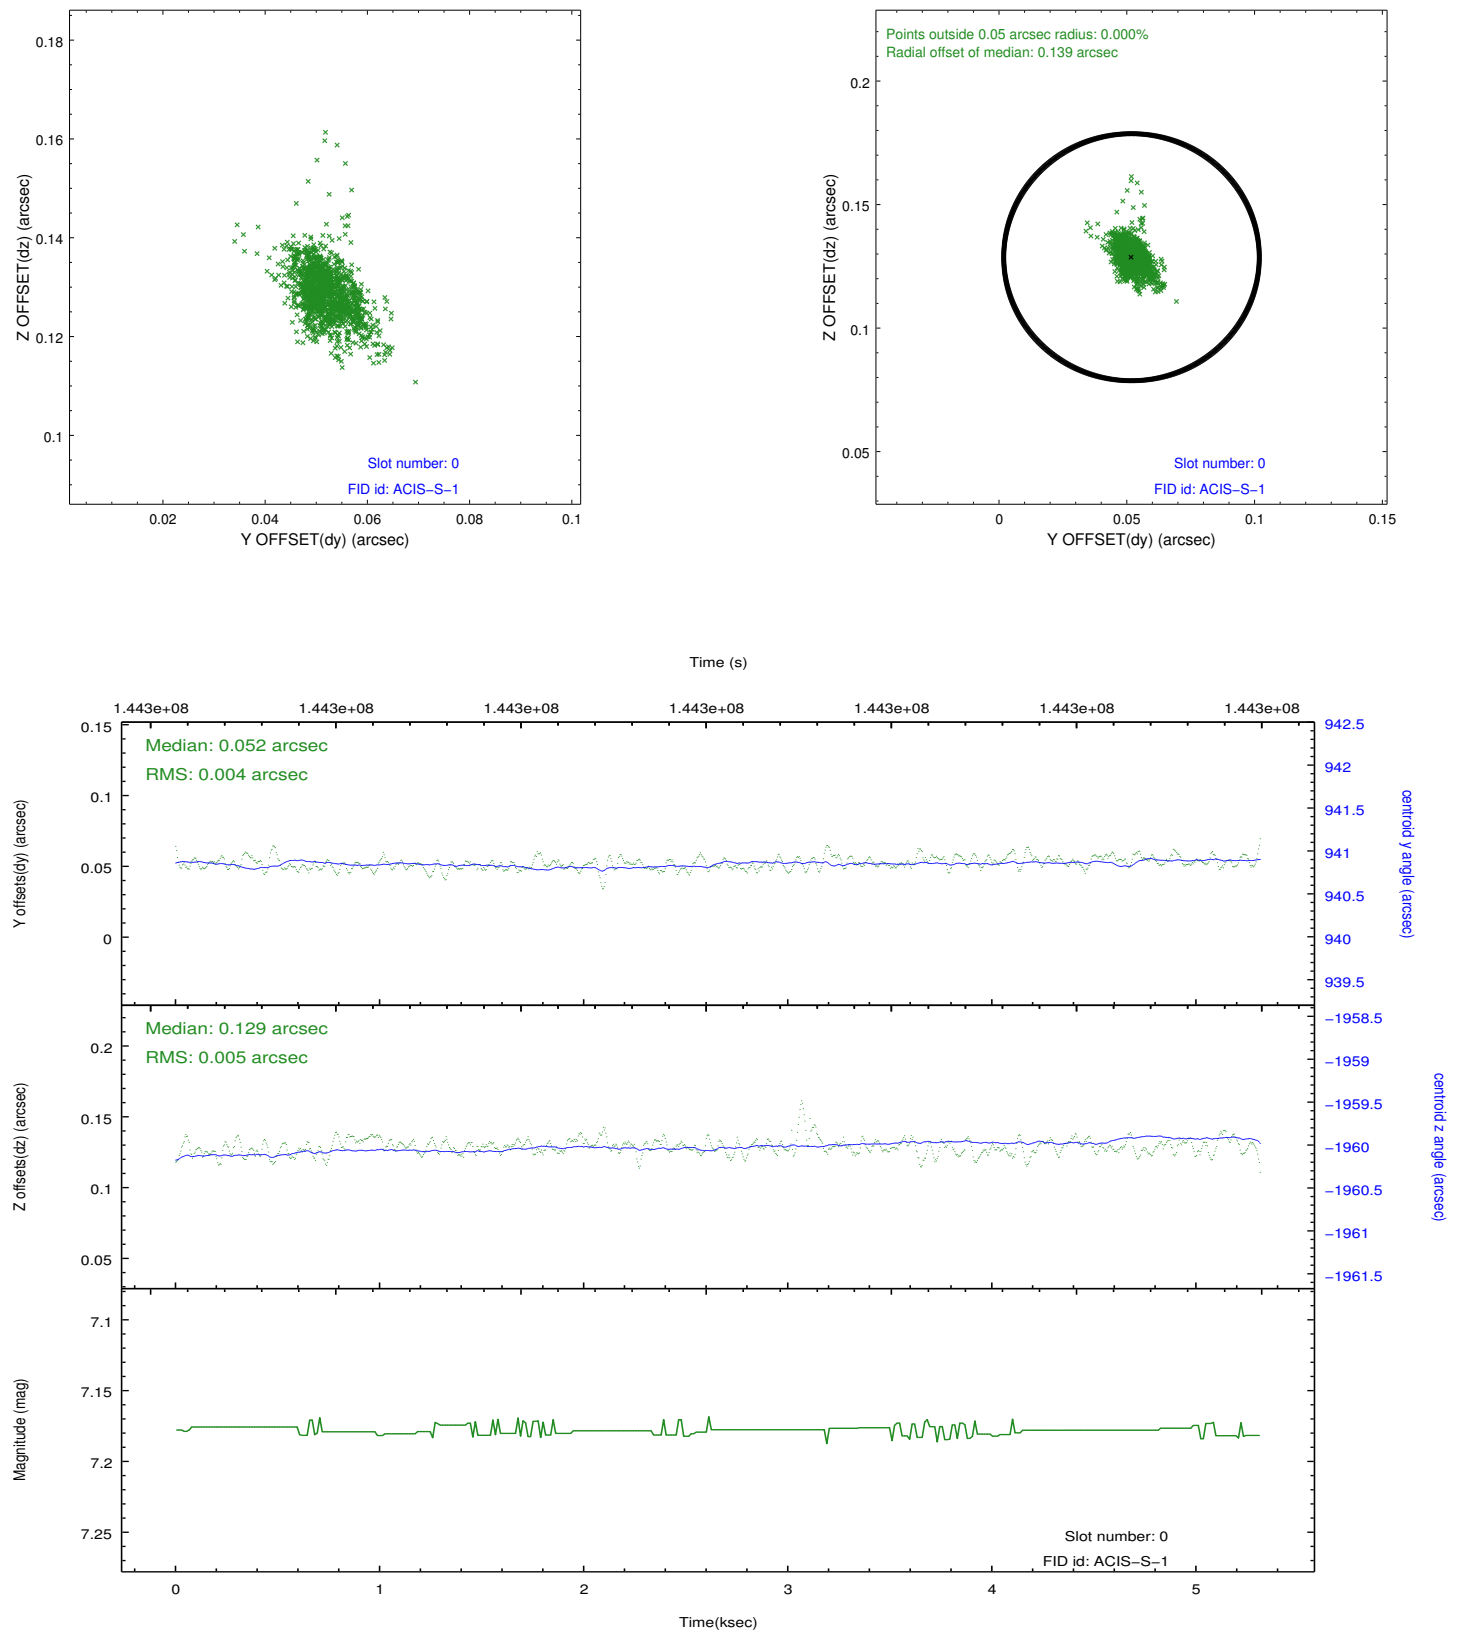 0.18
0.16
0.14
0.12
0.1
Z OFFSET(dz) (arcsec)
Slot number: 0
FID id: ACIS−S−1
0.02 0.04 0.06 0.08 0.1
Y OFFSET(dy) (arcsec)
Points outside 0.05 arcsec radius: 0.000%
Radial offset of median: 0.139 arcsec
0.2
0.15
0.1
0.05
Z OFFSET(dz) (arcsec)
Slot number: 0
FID id: ACIS−S−1
0 0.05 0.1 0.15
Y OFFSET(dy) (arcsec)
Time (s)
1.443e+08 1.443e+08 1.443e+08 1.443e+08 1.443e+08 1.443e+08 1.443e+08
Median: 0.052 arcsec
RMS: 0.004 arcsec
0.15
0.1
0.05
0
Y offsets(dy) (arcsec)
942.5
942
941.5
941
940.5
940
939.5
centroid y angle (arcsec)
Median: 0.129 arcsec
RMS: 0.005 arcsec
0.2
0.15
0.1
0.05
Z offsets(dz) (arcsec)
−1958.5
−1959
−1959.5
−1960
−1960.5
−1961
−1961.5
centroid z angle (arcsec)
7.1
7.15
7.2
7.25
Magnitude (mag)
Slot number: 0
FID id: ACIS−S−1
0 1 2 3 4 5
Time(ksec)